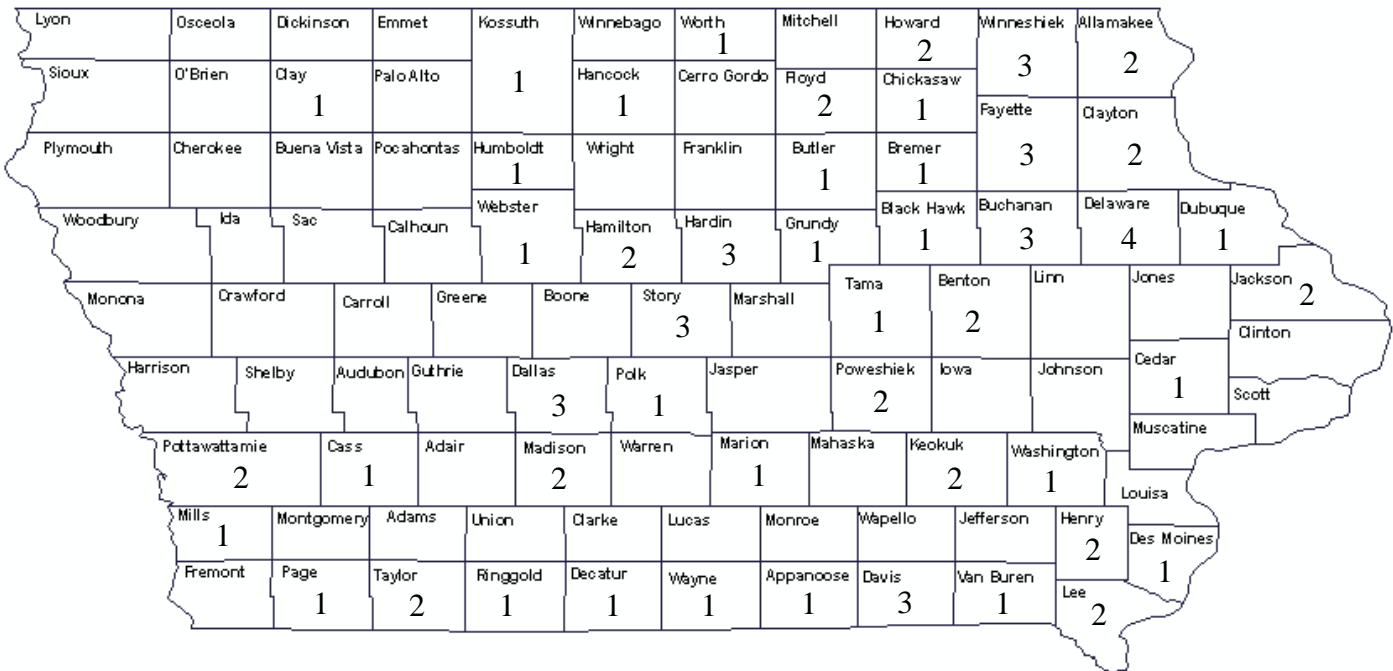 Lyon Osceola Dickinson Emmet Kossuth Winnebago Worth Mitchell Howard Winneshiek Allamakee
1 2 3 2
Sioux O'Brien Clay Palo Alto Hancock Cerro Gordo Floyd Chickasaw
1 1 1 2 1
Fayette Clayton
3 2
Plymouth Cherokee Buena Vista Pocahontas Humboldt Wright Franklin Butler Bremer
1 1 1
Woodbury Ida Sac Calhoun Webster Hamilton Hardin Grundy Black Hawk Buchanan Delaware Dubuque
1 2 3 1 1 3 4 1
Monona Crawford Carroll Greene Boone Story Marshall Tama Benton Linn Jones Jackson
3 1 2 2
Clinton
Harrison Shelby Audubon Guthrie Dallas Polk Jasper Poweshiek Iowa Johnson Cedar
3 1 2 1
Scott
Muscatine
Pottawattamie Cass Adair Madison Warren Marion Mahaska Keokuk Washington
2 1 2 1 2 1
Louisa
Mills Montgomery Adams Union Clarke Lucas Monroe Wapello Jefferson Henry
1 2
Des Moines
1
Fremont Page Taylor Ringgold Decatur Wayne Appanoose Davis Van Buren Lee
1 2 1 1 1 1 3 1 2